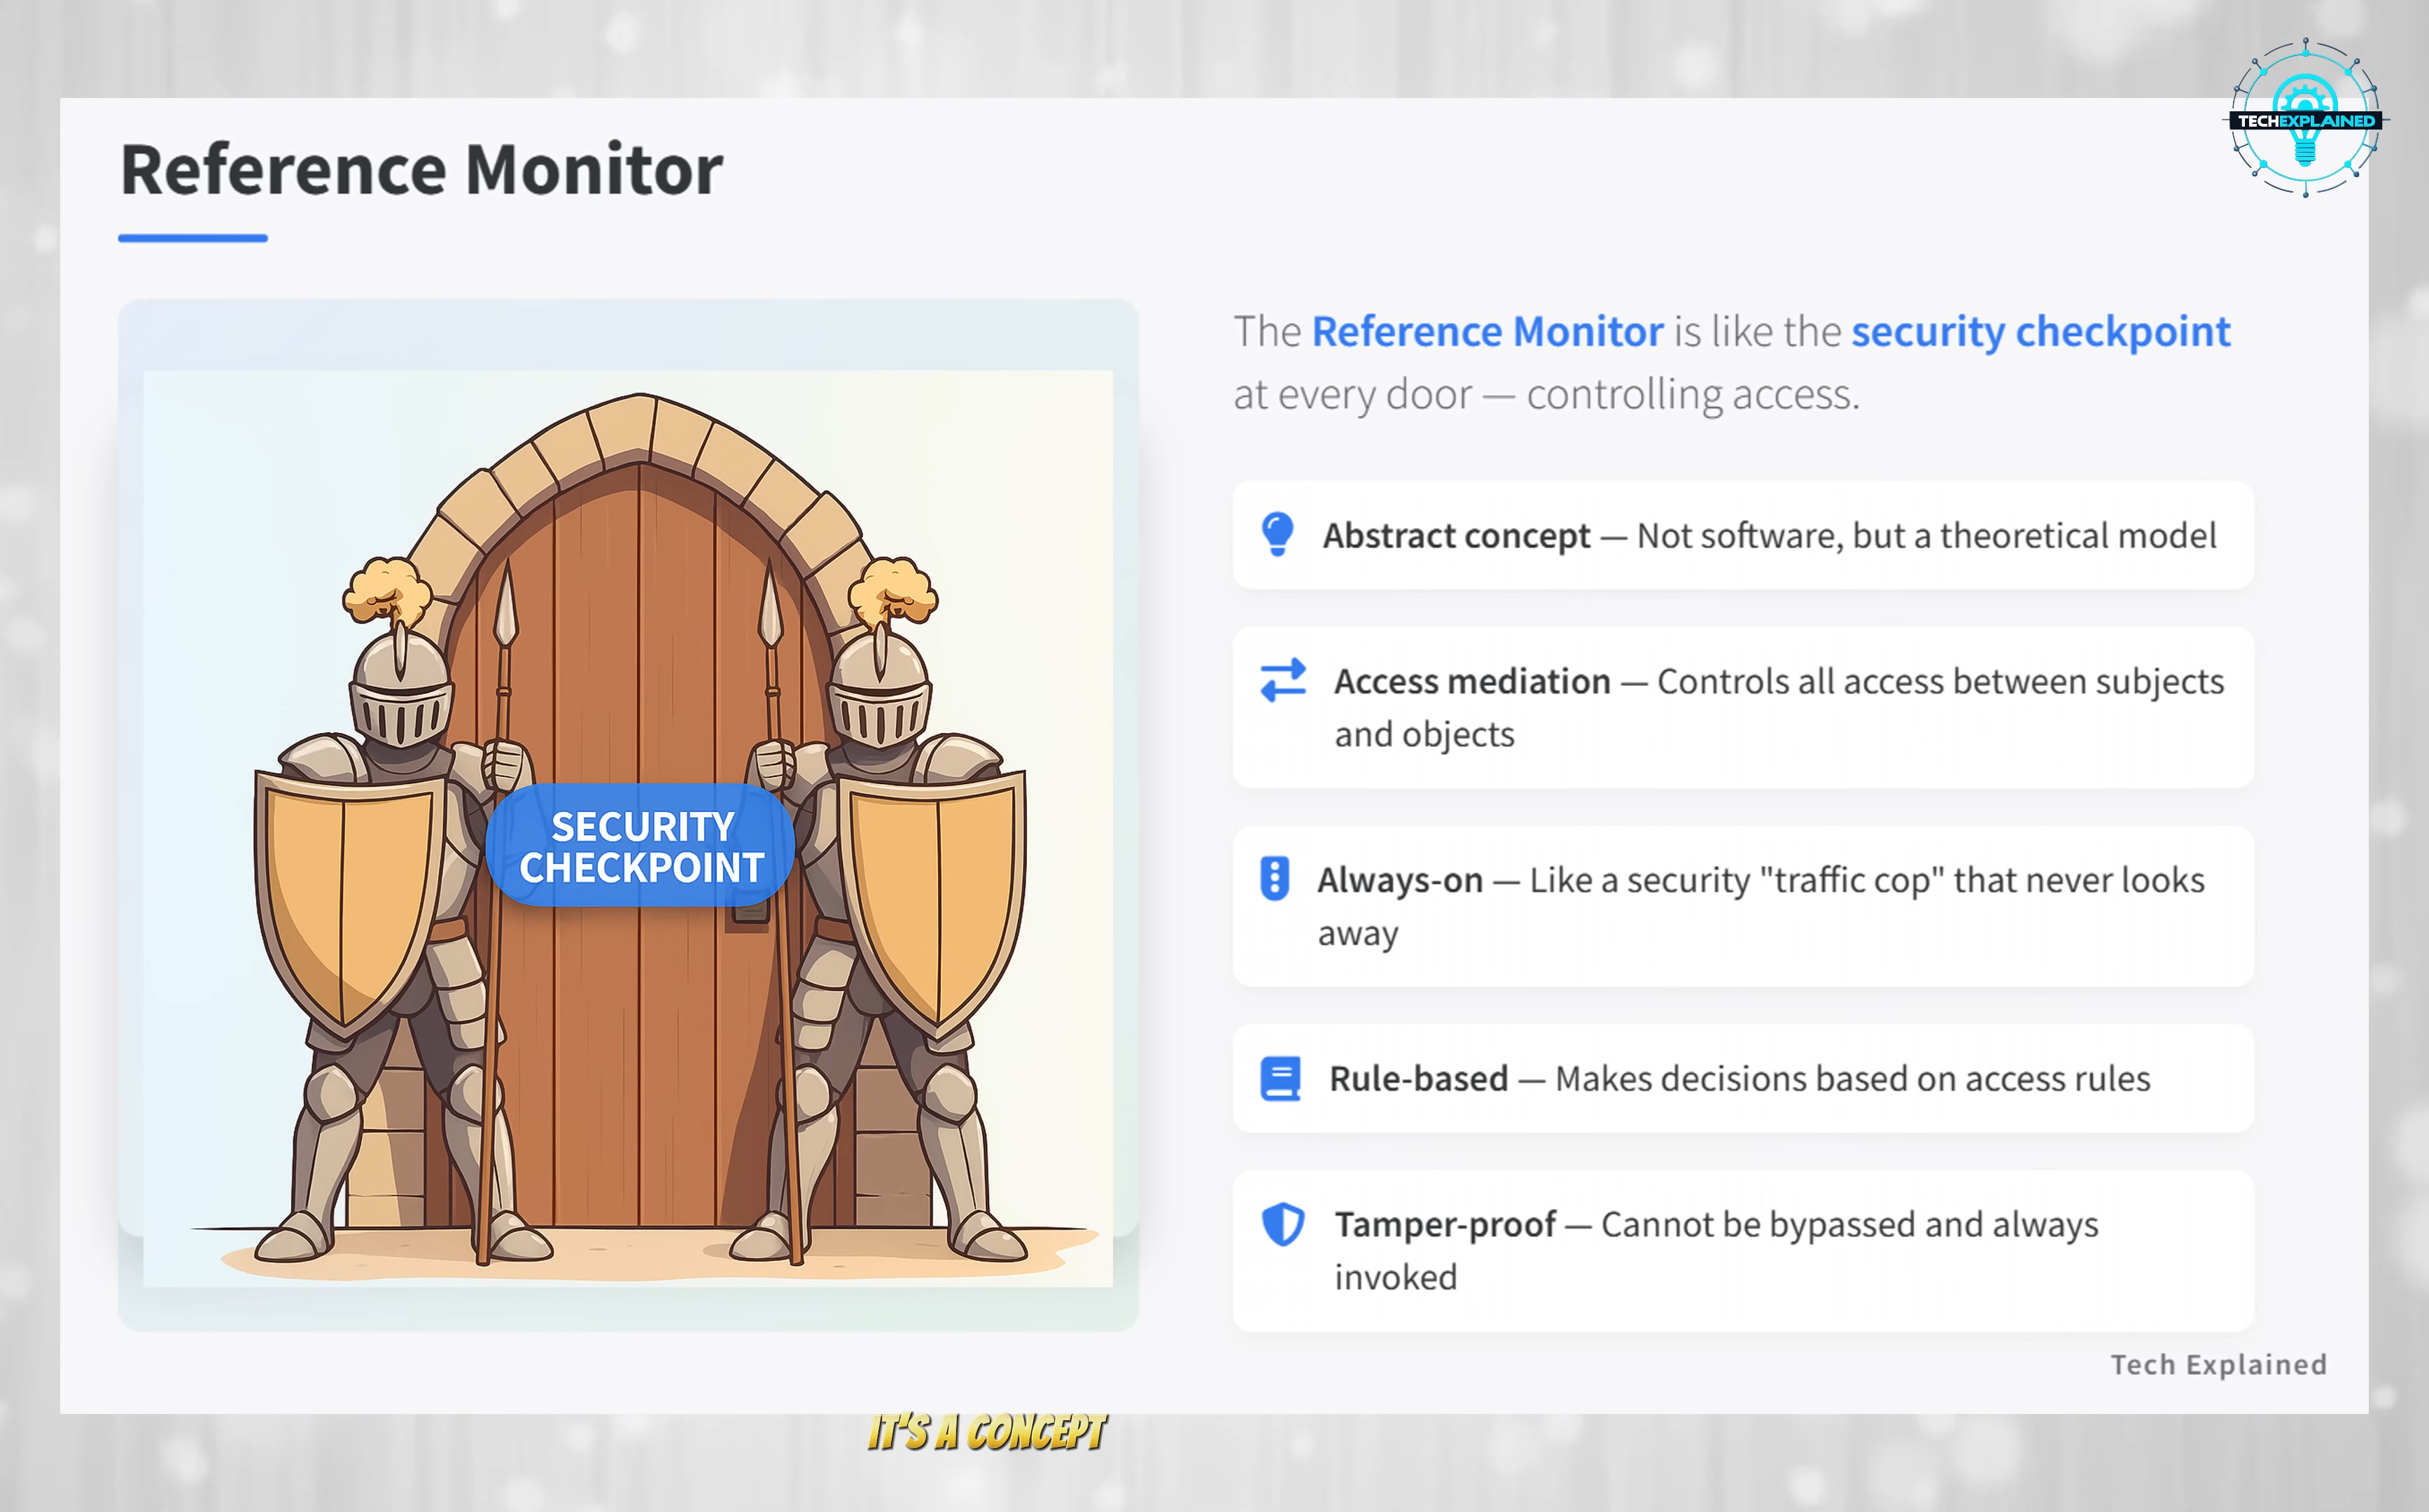 TECHEXPLAINED
Reference Monitor
SECURITY
CHECKPOINT
The Reference Monitor is like the security checkpoint
at every door — controlling access.
Abstract concept — Not software, but a theoretical model
Access mediation — Controls all access between subjects
and objects
Always-on — Like a security "traffic cop" that never looks
away
Rule-based — Makes decisions based on access rules
Tamper-proof — Cannot be bypassed and always
invoked
Tech Explained
IT'S A CONCEPT